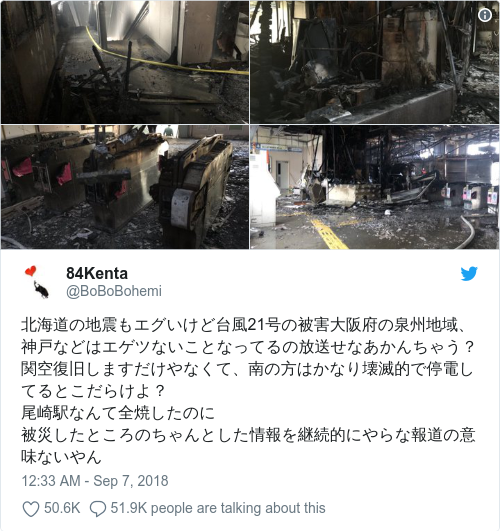 84Kenta
@BoBoBohemi
北海道の地震もエグいけど台風21号の被害大阪府の泉州地域、
神戸などはエゲツないことなってるの放送せなあかんちゃう？
関空復旧しますだけやなくて、南の方はかなり壊滅的で停電し
てるとこだらけよ？
尾崎駅なんて全焼したのに
被災したところのちゃんとした情報を継続的にやらな報道の意
味ないやん
12:33 AM - Sep 7, 2018
50.6K 51.9K people are talking about this